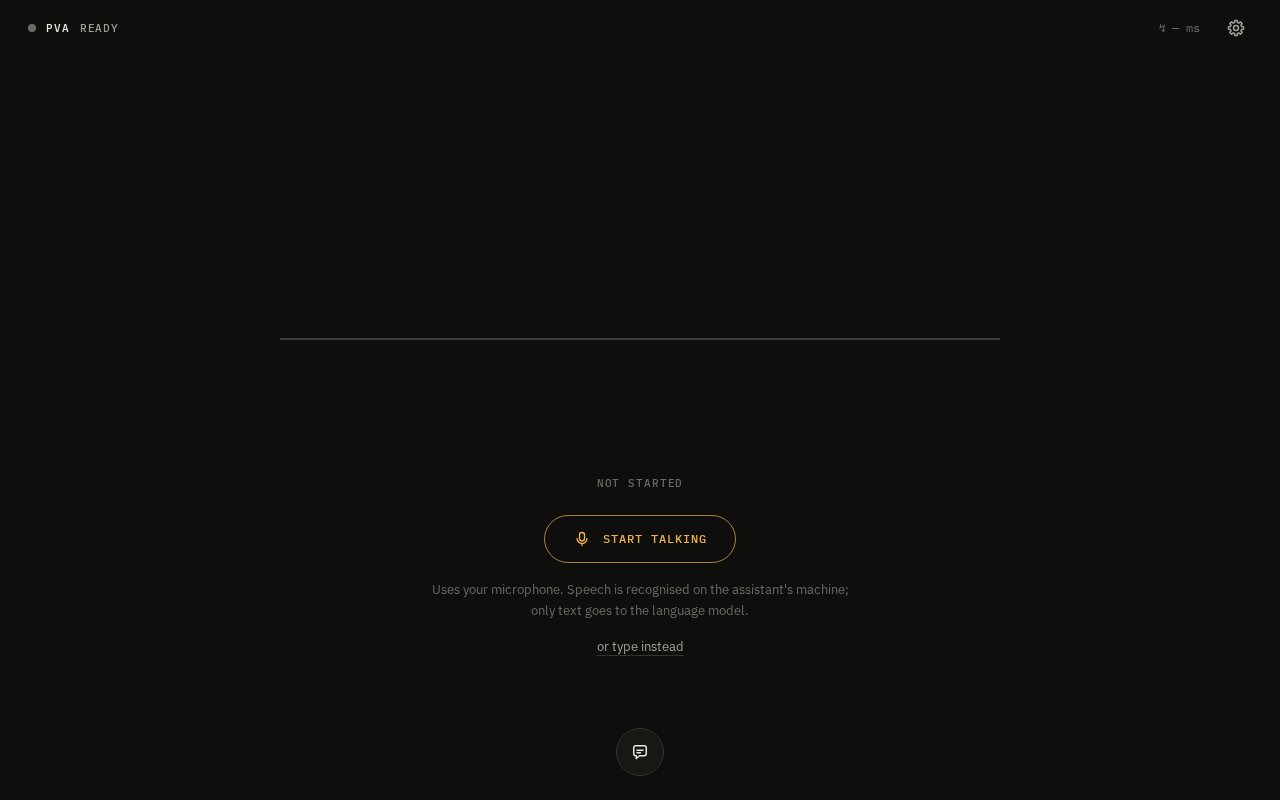 PVA READY
↯ — ms
NOT STARTED
START TALKING
Uses your microphone. Speech is recognised on the assistant's machine;
only text goes to the language model.
or type instead